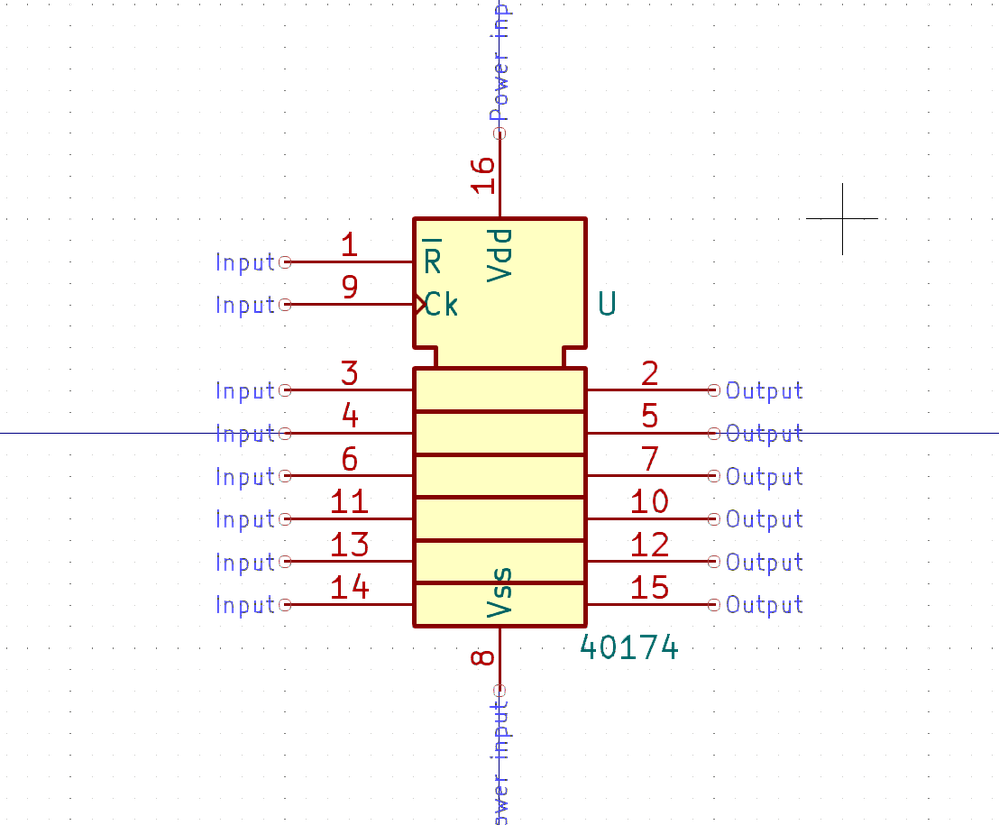 Power inp
16
Vdd
Input 1 R̅
Input 9 Ck U
Input 3 2 Output
Input 4 5 Output
Input 6 7 Output
Input 11 10 Output
Input 13 12 Output
Input 14 15 Output
Vss
8 40174
ower input